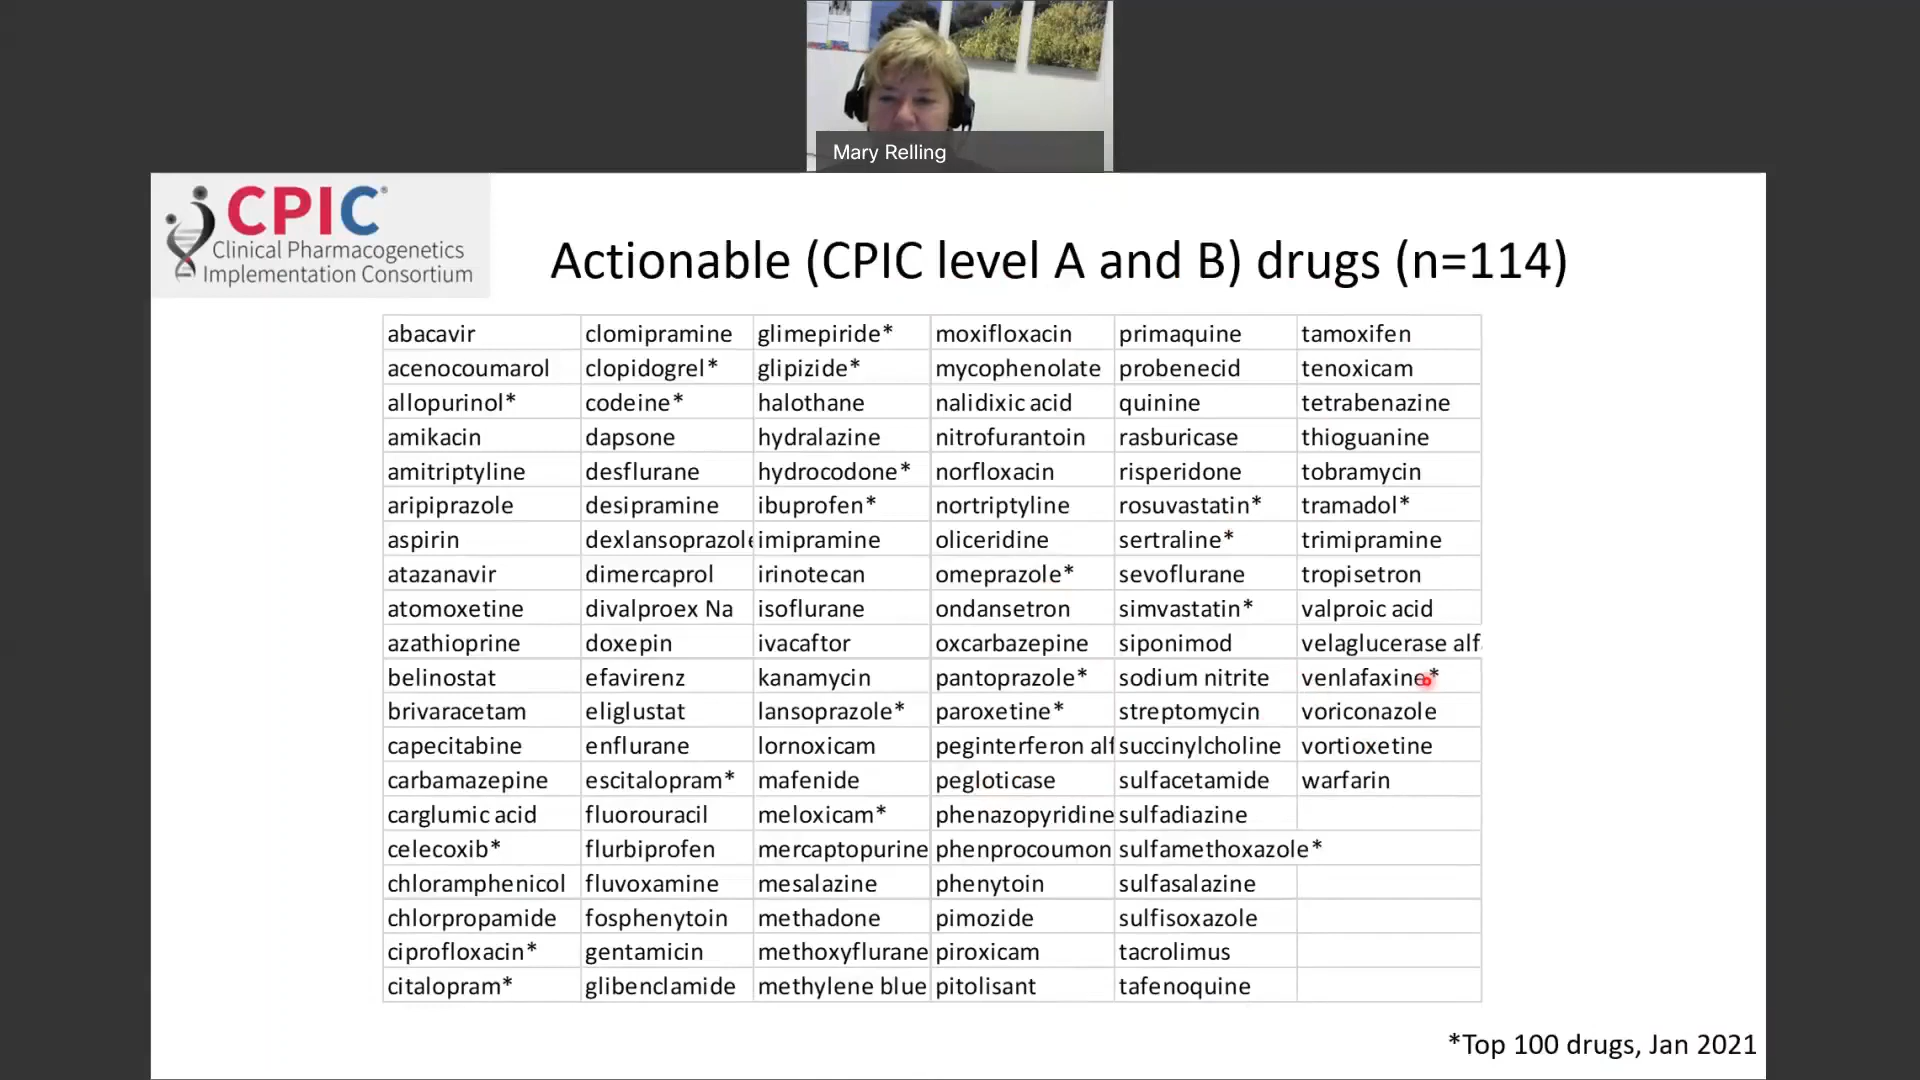 Mary Relling
CPIC®
Clinical Pharmacogenetics
Implementation Consortium
Actionable (CPIC level A and B) drugs (n=114)
abacavir clomipramine glimepiride* moxifloxacin primaquine tamoxifen
acenocoumarol clopidogrel* glipizide* mycophenolate probenecid tenoxicam
allopurinol* codeine* halothane nalidixic acid quinine tetrabenazine
amikacin dapsone hydralazine nitrofurantoin rasburicase thioguanine
amitriptyline desflurane hydrocodone* norfloxacin risperidone tobramycin
aripiprazole desipramine ibuprofen* nortriptyline rosuvastatin* tramadol*
aspirin dexlansoprazole imipramine oliceridine sertraline* trimipramine
atazanavir dimercaprol irinotecan omeprazole* sevoflurane tropisetron
atomoxetine divalproex Na isoflurane ondansetron simvastatin* valproic acid
azathioprine doxepin ivacaftor oxcarbazepine siponimod velaglucerase alf
belinostat efavirenz kanamycin pantoprazole* sodium nitrite venlafaxine*
brivaracetam eliglustat lansoprazole* paroxetine* streptomycin voriconazole
capecitabine enflurane lornoxicam peginterferon alf succinylcholine vortioxetine
carbamazepine escitalopram* mafenide pegloticase sulfacetamide warfarin
carglumic acid fluorouracil meloxicam* phenazopyridine sulfadiazine
celecoxib* flurbiprofen mercaptopurine phenprocoumon sulfamethoxazole*
chloramphenicol fluvoxamine mesalazine phenytoin sulfasalazine
chlorpropamide fosphenytoin methadone pimozide sulfisoxazole
ciprofloxacin* gentamicin methoxyflurane piroxicam tacrolimus
citalopram* glibenclamide methylene blue pitolisant tafenoquine
*Top 100 drugs, Jan 2021